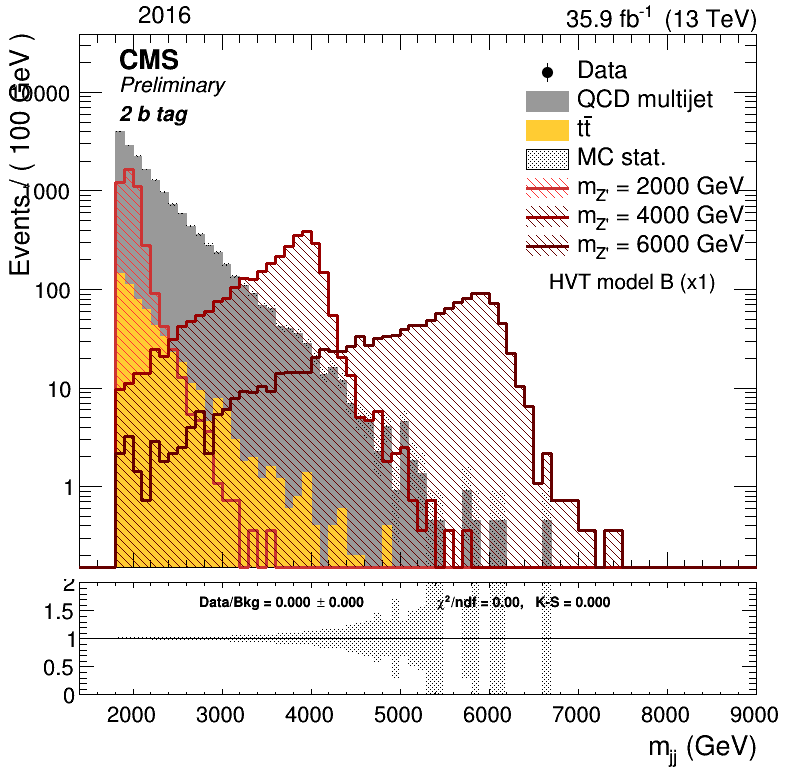 2016
35.9 fb⁻¹ (13 TeV)
CMS
Preliminary
2 b tag
Data
QCD multijet
tt̄
MC stat.
m_Z' = 2000 GeV
m_Z' = 4000 GeV
m_Z' = 6000 GeV
HVT model B (x1)
Events / ( 100 GeV )
10000
1000
100
10
1
Data/Bkg = 0.000 ± 0.000
χ²/ndf = 0.00, K-S = 0.000
2
1.5
1
0.5
0
2000 3000 4000 5000 6000 7000 8000 9000
m_jj (GeV)